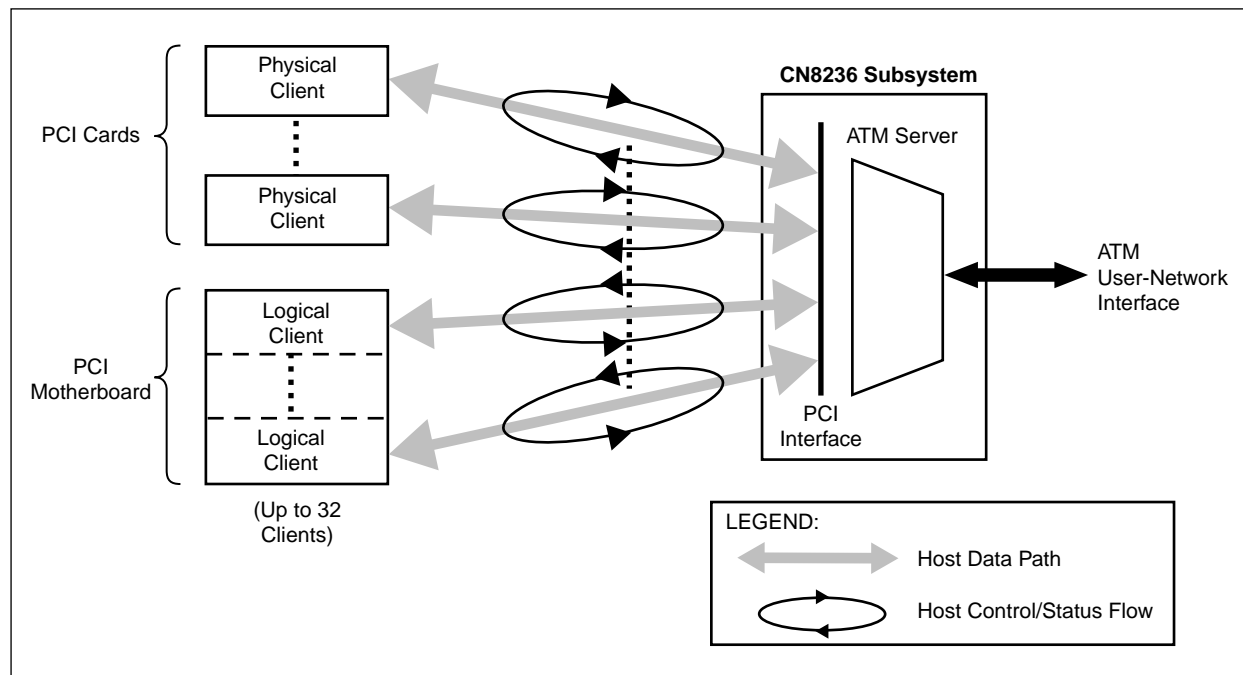 PCI Cards
Physical
Client
Physical
Client
PCI
Motherboard
Logical
Client
Logical
Client
(Up to 32
Clients)
CN8236 Subsystem
ATM Server
PCI
Interface
ATM
User-Network
Interface
LEGEND:
Host Data Path
Host Control/Status Flow